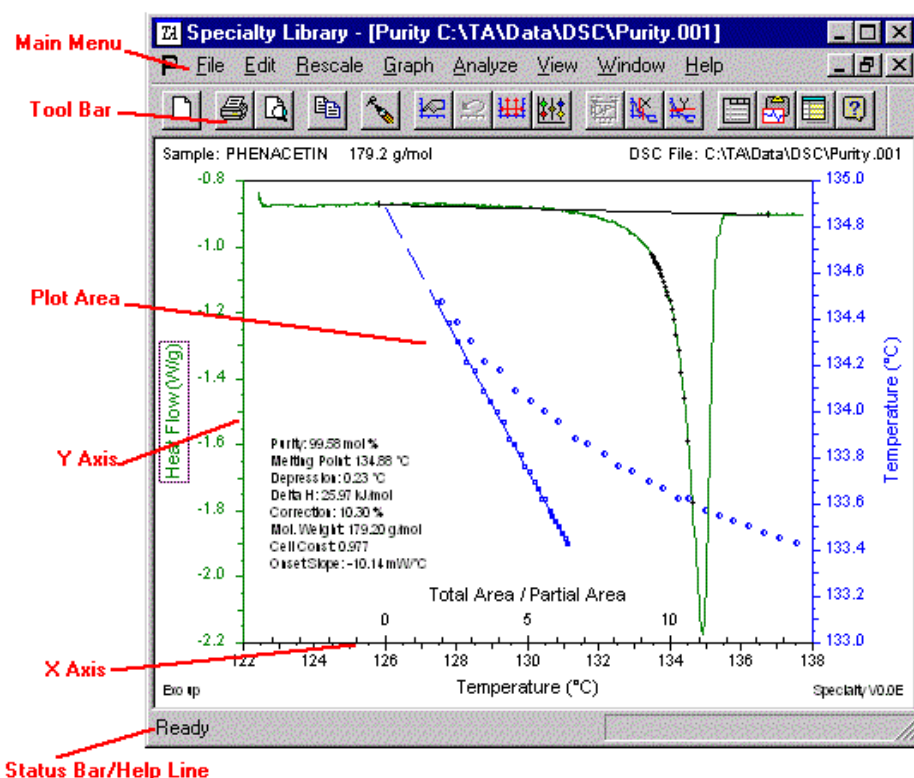 TA Specialty Library - [Purity C:\TA\Data\DSC\Purity.001]
Main Menu
P File Edit Rescale Graph Analyze View Window Help
Tool Bar
Sample: PHENACETIN 179.2 g/mol
DSC File: C:\TA\Data\DSC\Purity.001
-0.8
-1.0
-1.2
-1.4
-1.6
-1.8
-2.0
-2.2
Heat Flow (W/g)
Plot Area
Y Axis
Purity: 99.58 mol %
Melting Point: 134.88 °C
Depression: 0.23 °C
Delta H: 25.97 kJ/mol
Correction: 10.30 %
Mol. Weight: 179.20 g/mol
Cell Const: 0.977
OnsetSlope: -10.14 mW/°C
Total Area / Partial Area
0 5 10
135.0
134.8
134.6
134.4
134.2
134.0
133.8
133.6
133.4
133.2
133.0
Temperature (°C)
X Axis
122 124 126 128 130 132 134 136 138
Exo up
Temperature (°C)
Specialty V0.0E
Ready
Status Bar/Help Line